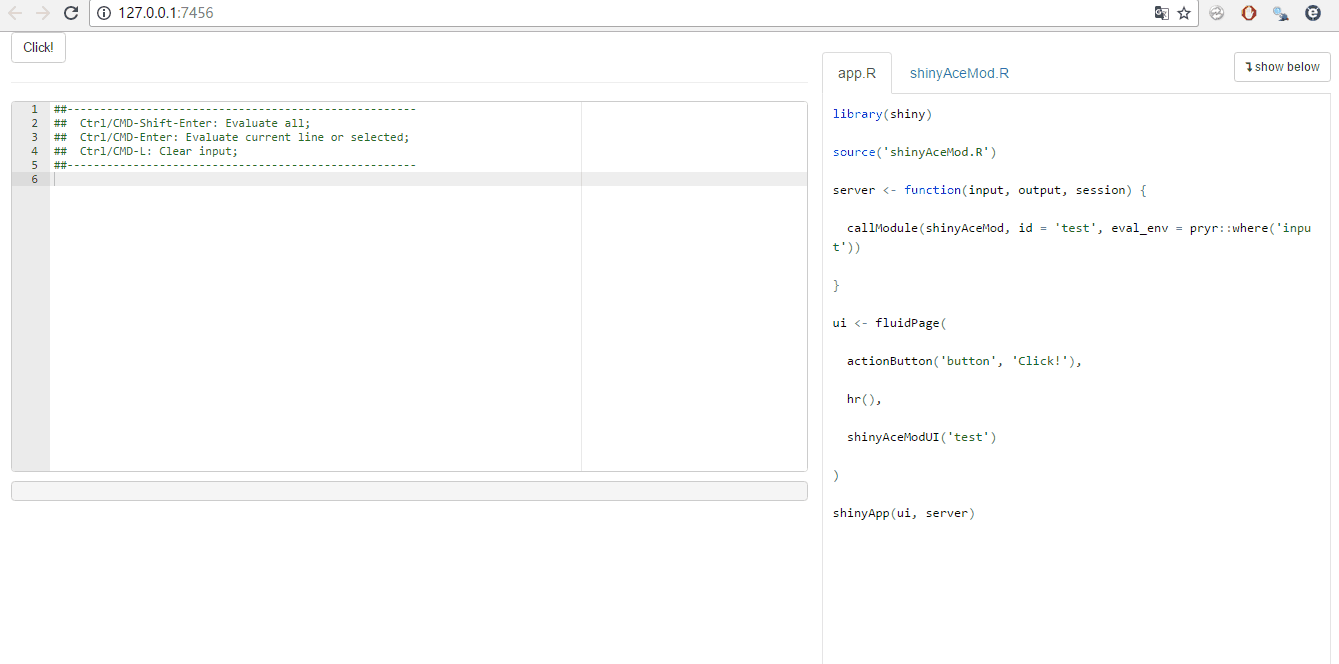 127.0.0.1:7456
Click!
1 ##-----------------------------------------------------
2 ## Ctrl/CMD-Shift-Enter: Evaluate all;
3 ## Ctrl/CMD-Enter: Evaluate current line or selected;
4 ## Ctrl/CMD-L: Clear input;
5 ##-----------------------------------------------------
6
app.R
shinyAceMod.R
show below
library(shiny)
source('shinyAceMod.R')
server <- function(input, output, session) {
callModule(shinyAceMod, id = 'test', eval_env = pryr::where('inpu
t'))
}
ui <- fluidPage(
actionButton('button', 'Click!'),
hr(),
shinyAceModUI('test')
)
shinyApp(ui, server)